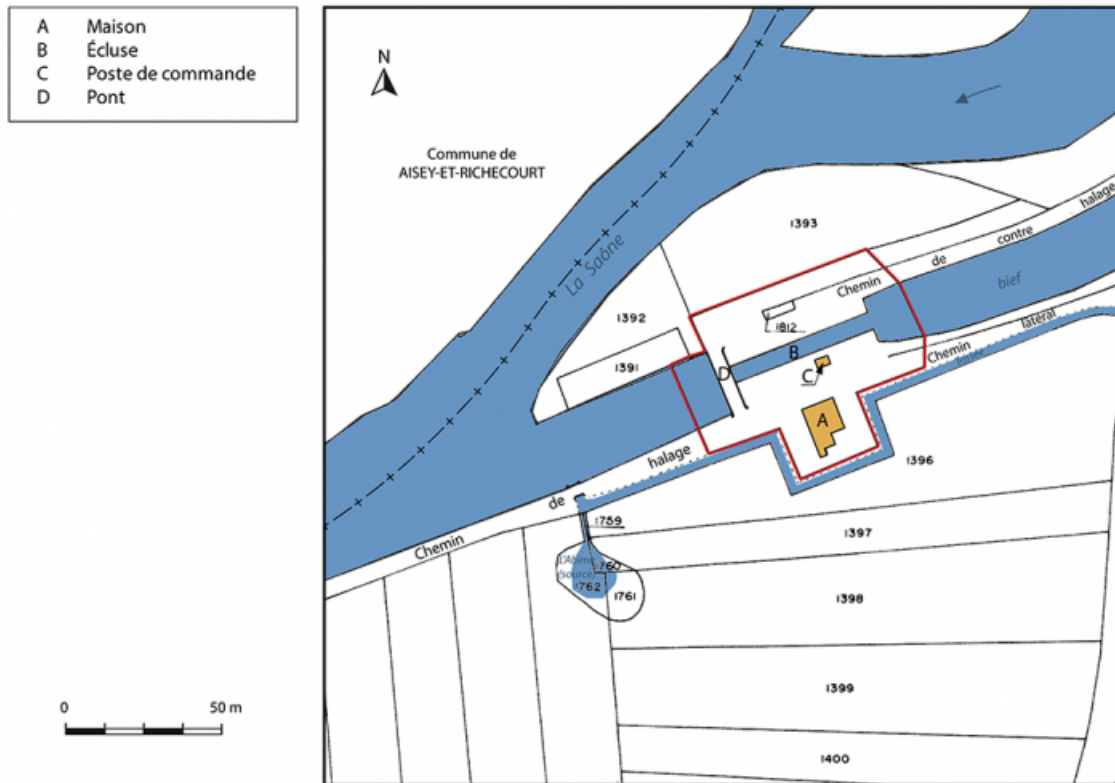 A Maison
B Écluse
C Poste de commande
D Pont
N
Commune de
AISEY-ET-RICHECOURT
La Saône
1393
Chemin de contre halage
bief
1392
1812
1391
D
B
C
Chemin latéral
A
1396
Chemin de halage
1759
1397
L'Abîme
(source)
1760
1762
1761
1398
1399
1400
0 50 m